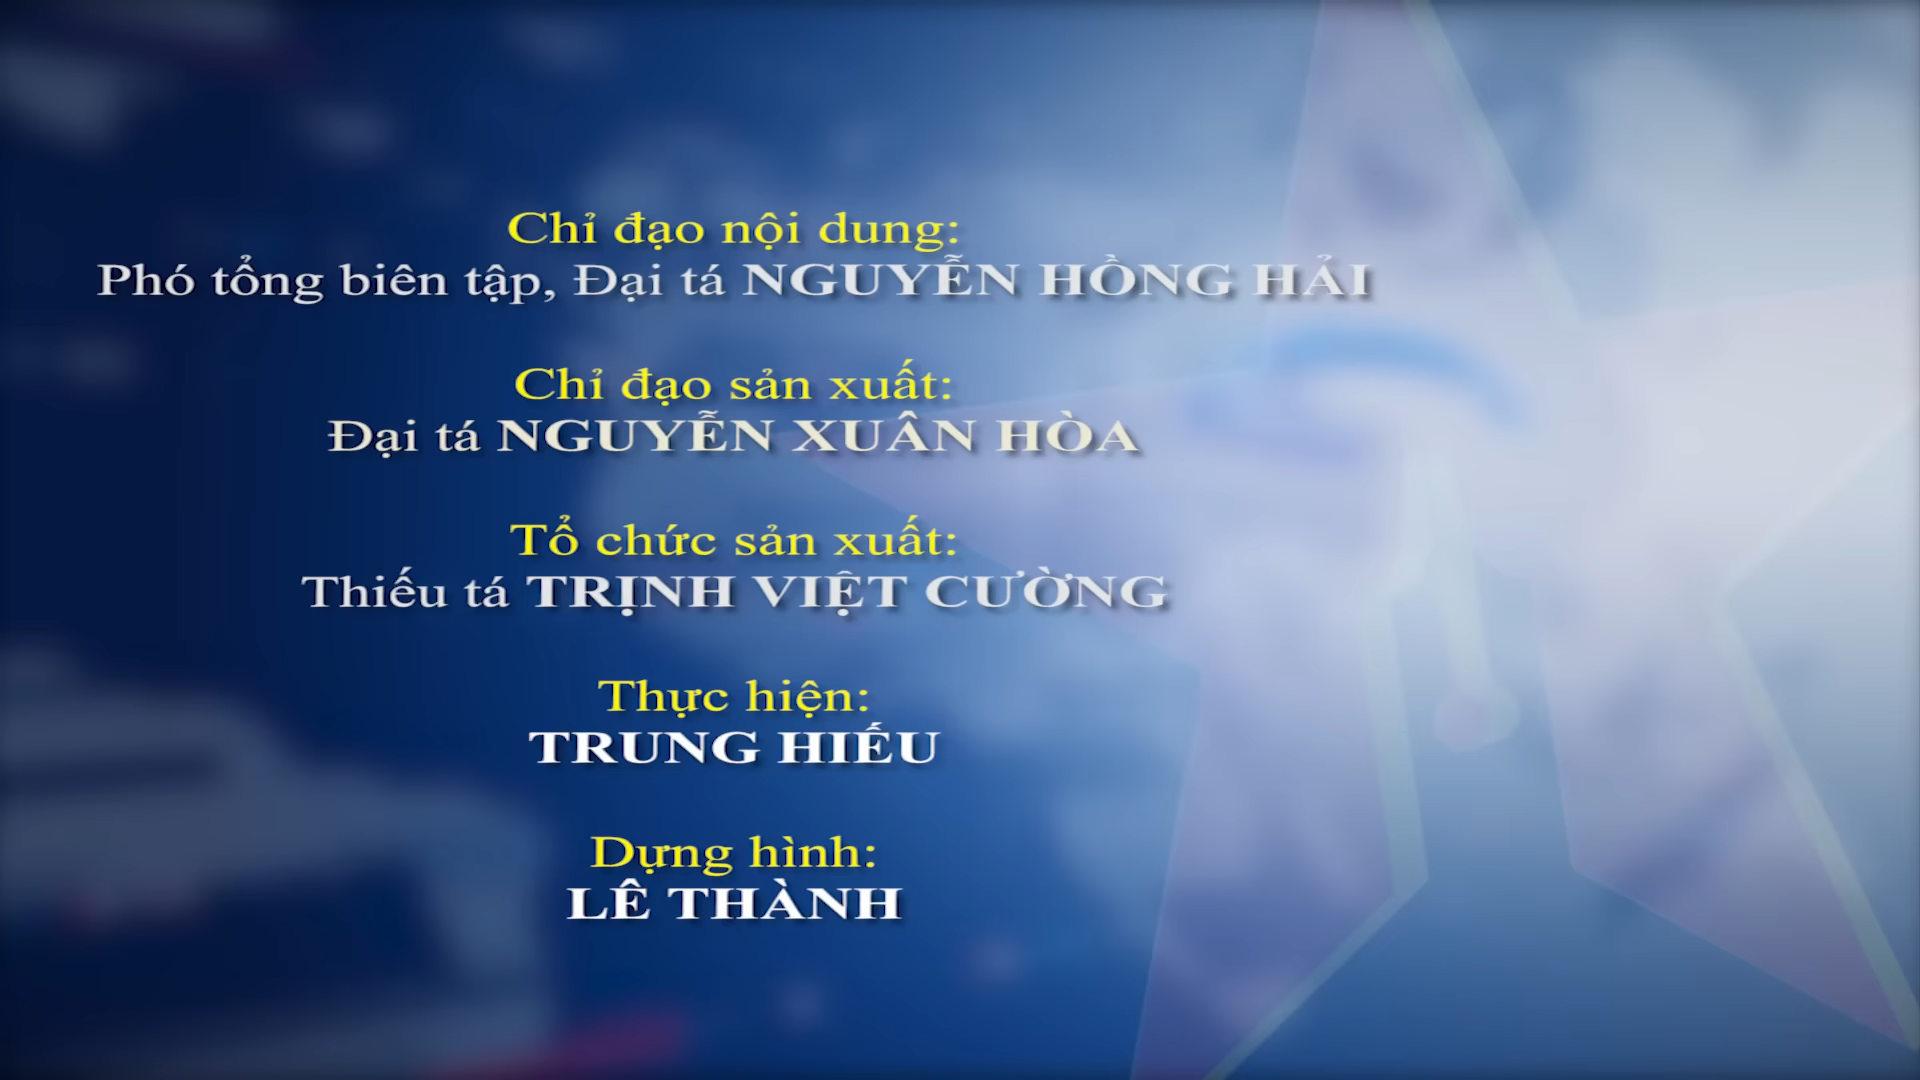 Chỉ đạo nội dung:
Phó tổng biên tập, Đại tá NGUYỄN HỒNG HẢI
Chỉ đạo sản xuất:
Đại tá NGUYỄN XUÂN HÒA
Tổ chức sản xuất:
Thiếu tá TRỊNH VIỆT CƯỜNG
Thực hiện:
TRUNG HIẾU
Dựng hình:
LÊ THÀNH